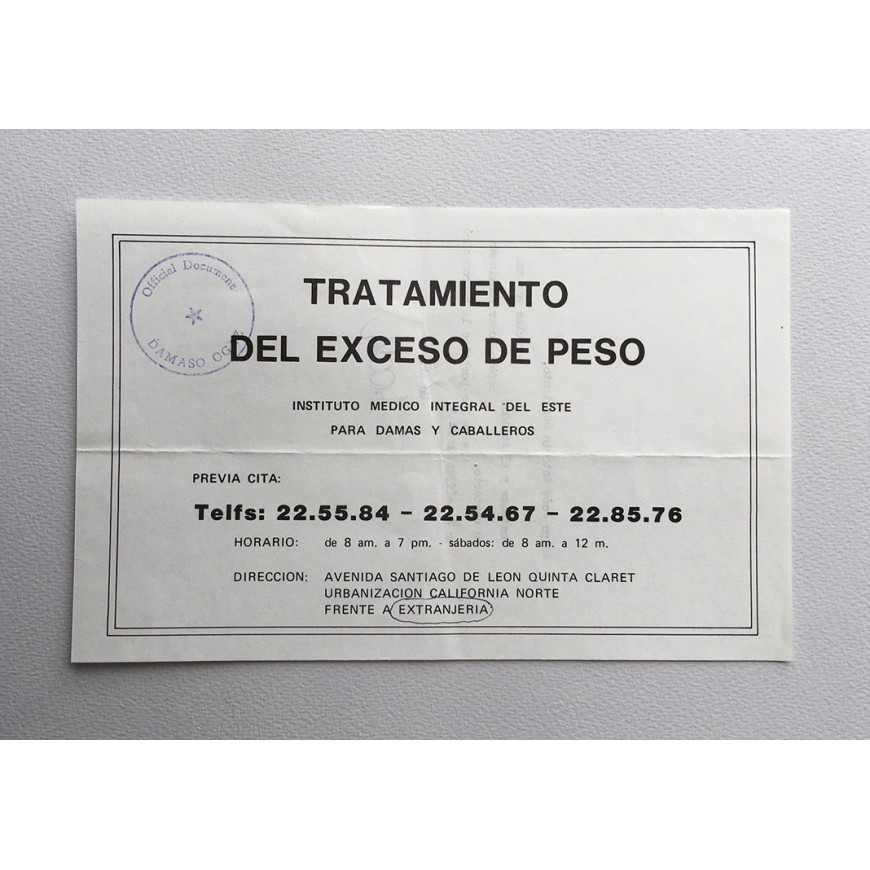 Official Document
DAMASO OGAZ
TRATAMIENTO
DEL EXCESO DE PESO
INSTITUTO MEDICO INTEGRAL DEL ESTE
PARA DAMAS Y CABALLEROS
PREVIA CITA:
Telfs: 22.55.84 - 22.54.67 - 22.85.76
HORARIO: de 8 am. a 7 pm. - sábados: de 8 am. a 12 m.
DIRECCION: AVENIDA SANTIAGO DE LEON QUINTA CLARET
URBANIZACION CALIFORNIA NORTE
FRENTE A EXTRANJERIA